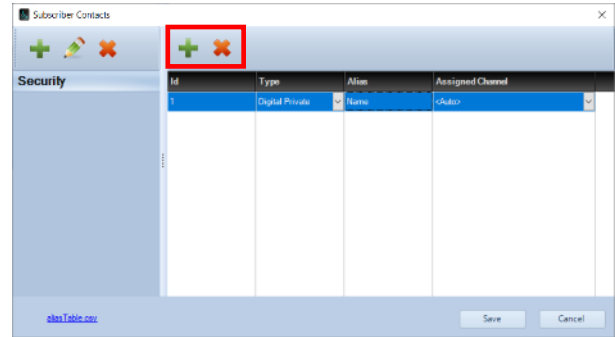 Subscriber Contacts
Security
Id Type Alias Assigned Channel
1 Digital Private Name <Auto>
aliasTable.csv
Save Cancel